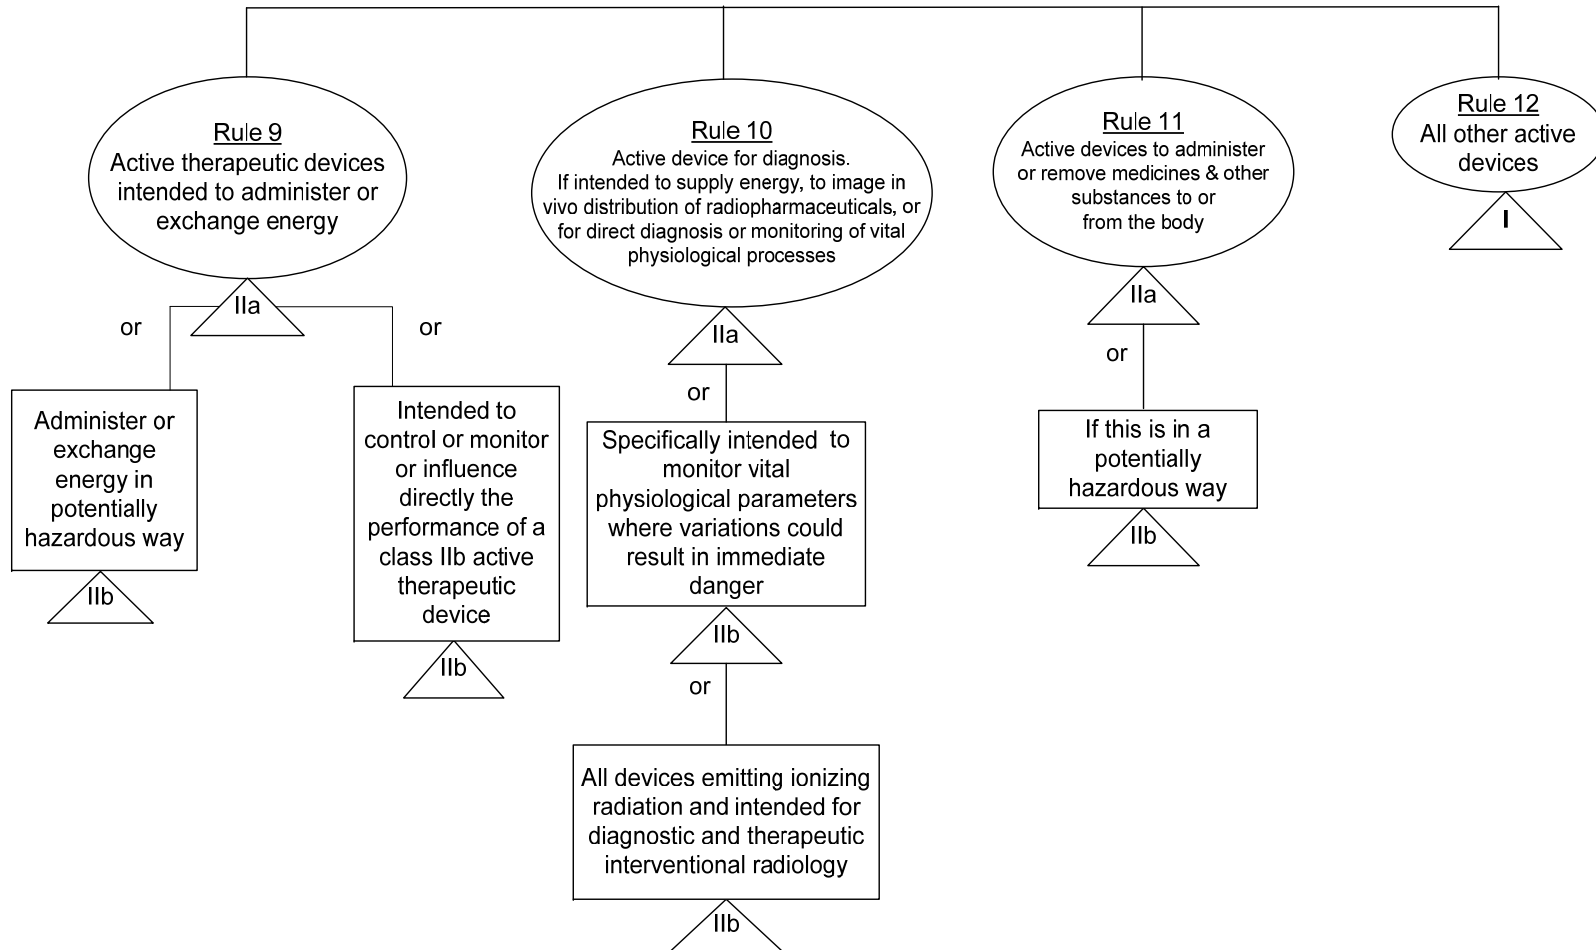 Rule 9
Active therapeutic devices
intended to administer or
exchange energy
IIa
or
or
Administer or
exchange
energy in
potentially
hazardous way
IIb
Intended to
control or monitor
or influence
directly the
performance of a
class IIb active
therapeutic
device
IIb
Rule 10
Active device for diagnosis.
If intended to supply energy, to image in
vivo distribution of radiopharmaceuticals, or
for direct diagnosis or monitoring of vital
physiological processes
IIa
or
Specifically intended to
monitor vital
physiological parameters
where variations could
result in immediate
danger
IIb
or
All devices emitting ionizing
radiation and intended for
diagnostic and therapeutic
interventional radiology
IIb
Rule 11
Active devices to administer
or remove medicines & other
substances to or
from the body
IIa
or
If this is in a
potentially
hazardous way
IIb
Rule 12
All other active
devices
I